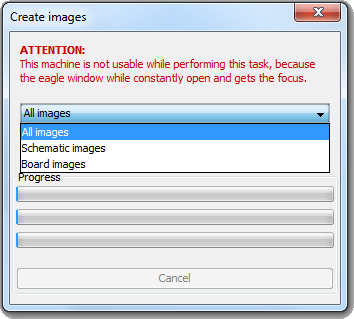 Create images
ATTENTION:
This machine is not usable while performing this task, because
the eagle window while constantly open and gets the focus.
All images
All images
Schematic images
Board images
Progress
Cancel